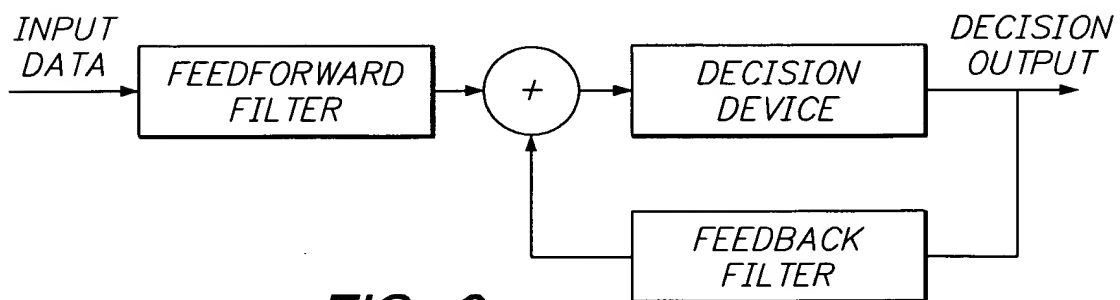 INPUT
DATA
FEEDFORWARD
FILTER
+
DECISION
DEVICE
DECISION
OUTPUT
FEEDBACK
FILTER